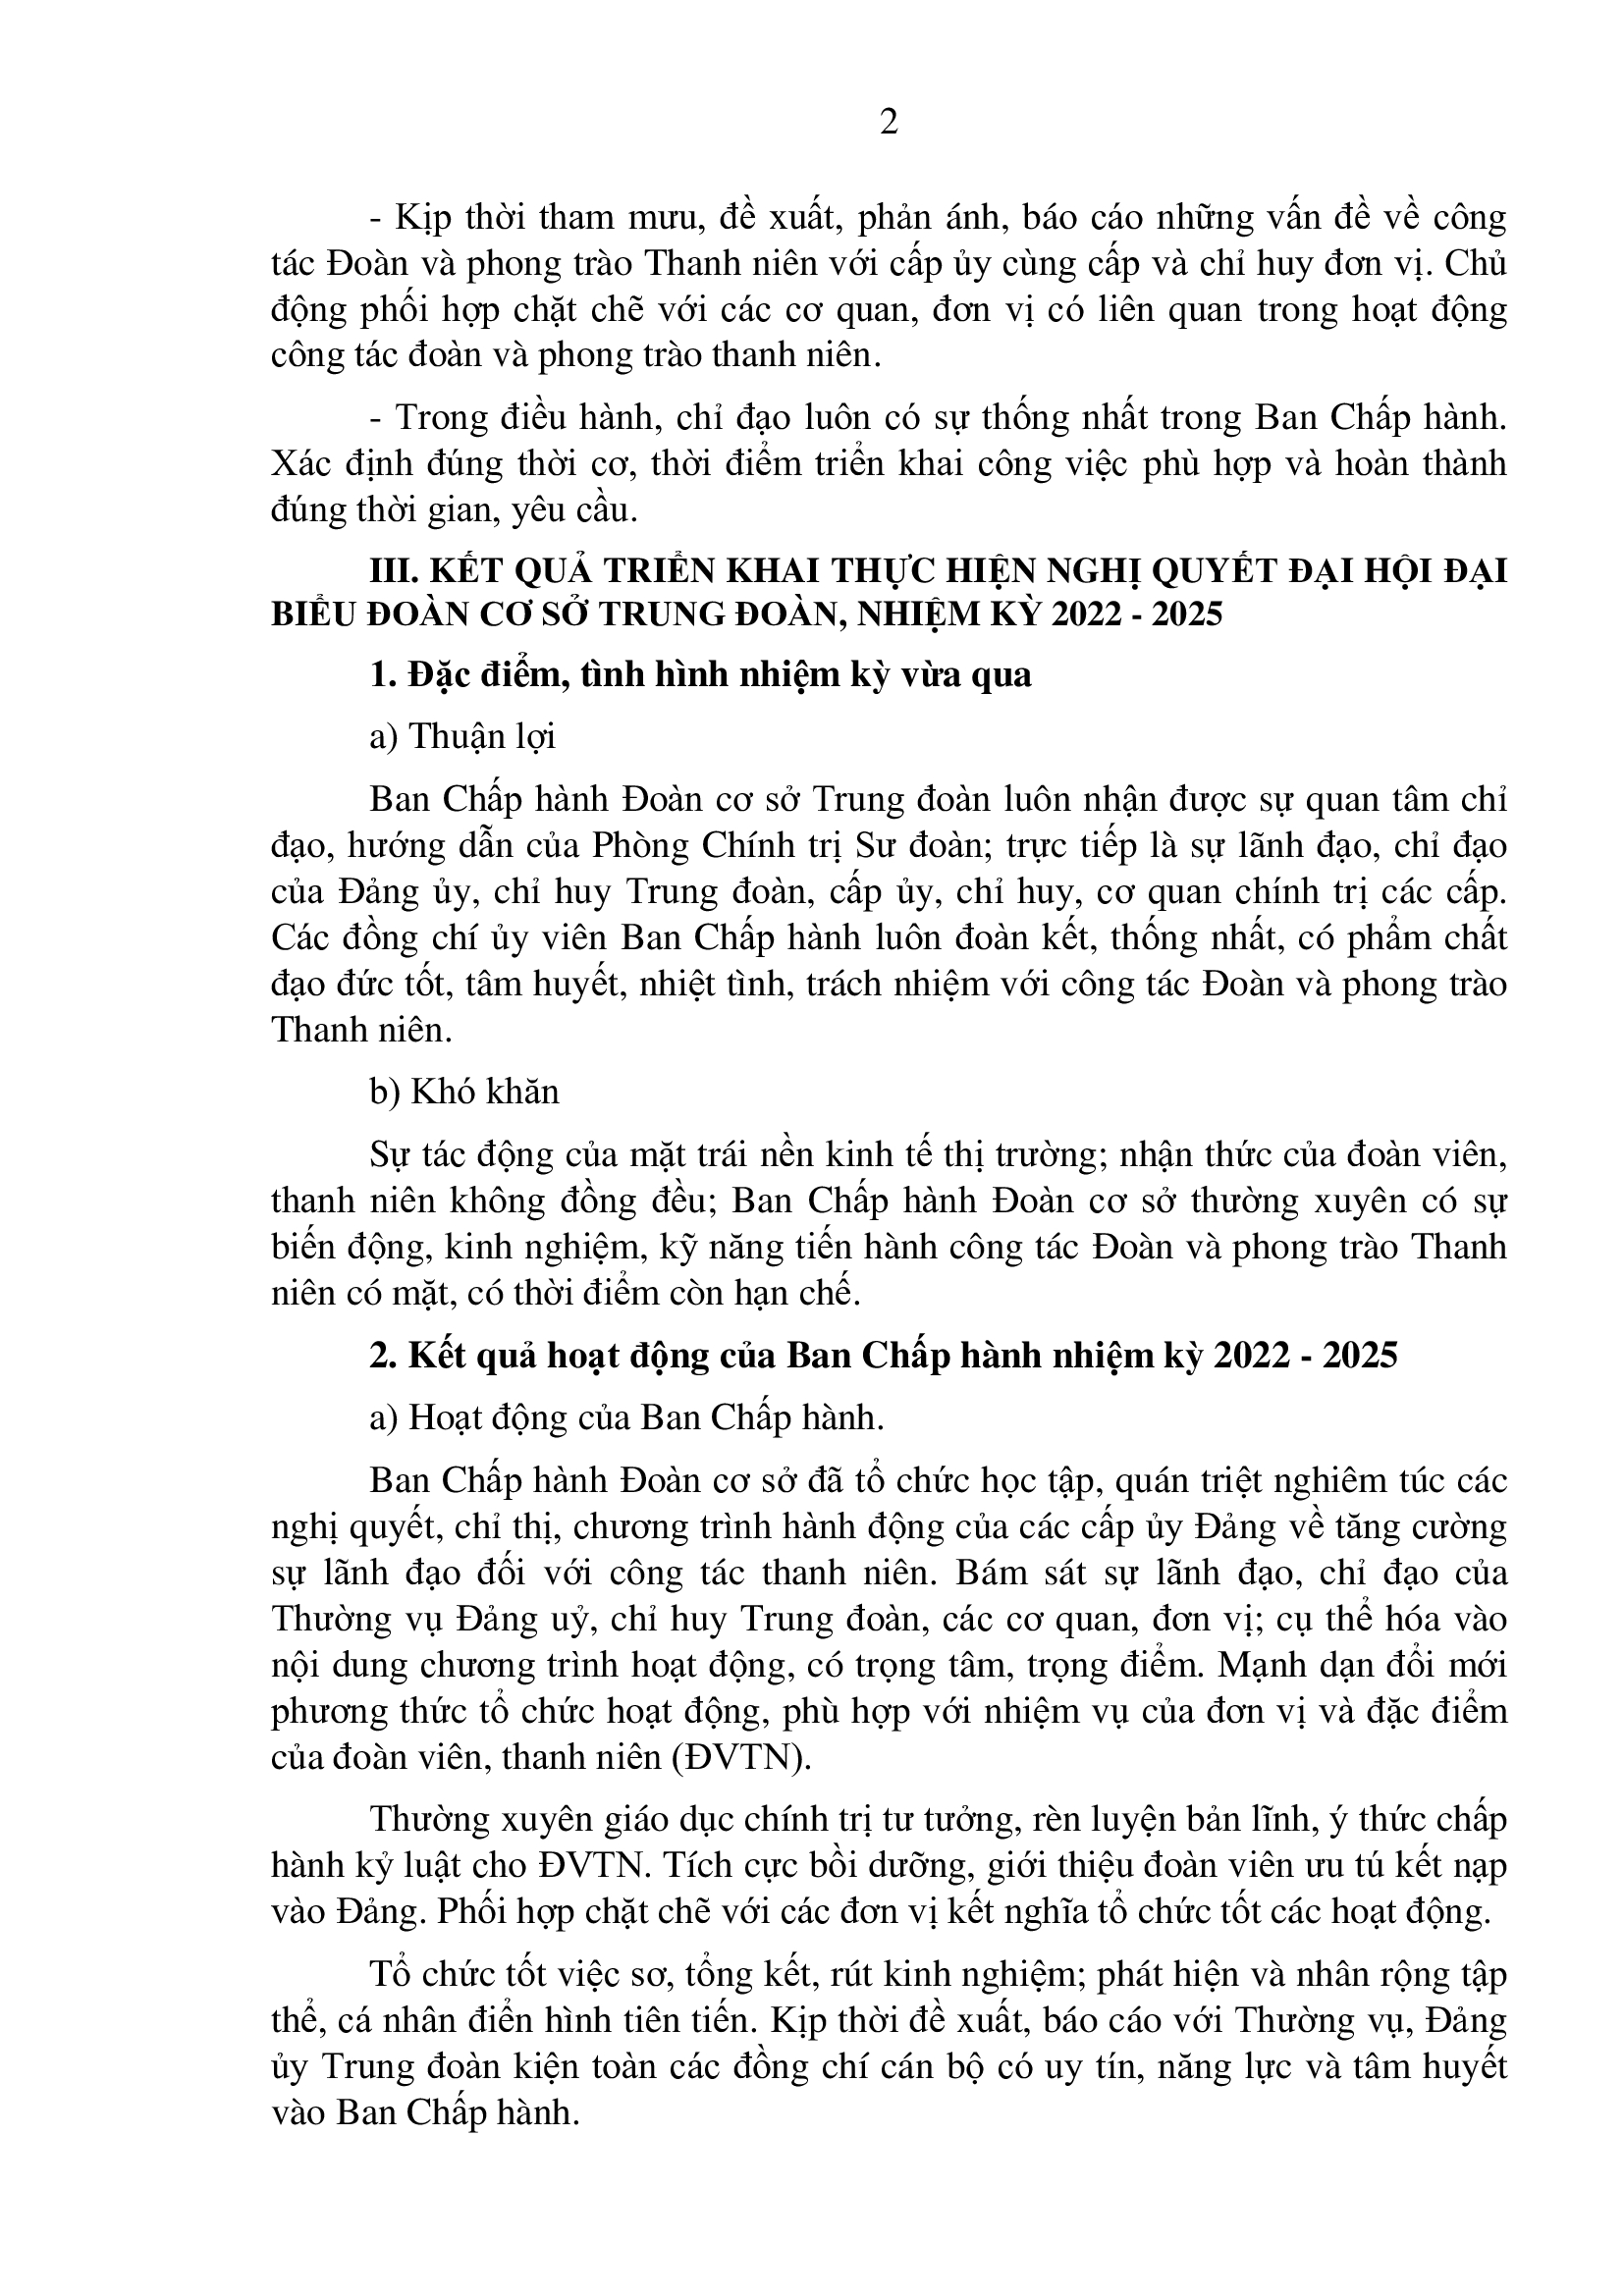 2
- Kịp thời tham mưu, đề xuất, phản ánh, báo cáo những vấn đề về công
tác Đoàn và phong trào Thanh niên với cấp ủy cùng cấp và chỉ huy đơn vị. Chủ
động phối hợp chặt chẽ với các cơ quan, đơn vị có liên quan trong hoạt động
công tác đoàn và phong trào thanh niên.
- Trong điều hành, chỉ đạo luôn có sự thống nhất trong Ban Chấp hành.
Xác định đúng thời cơ, thời điểm triển khai công việc phù hợp và hoàn thành
đúng thời gian, yêu cầu.
III. KẾT QUẢ TRIỂN KHAI THỰC HIỆN NGHỊ QUYẾT ĐẠI HỘI ĐẠI
BIỂU ĐOÀN CƠ SỞ TRUNG ĐOÀN, NHIỆM KỲ 2022 - 2025
1. Đặc điểm, tình hình nhiệm kỳ vừa qua
a) Thuận lợi
Ban Chấp hành Đoàn cơ sở Trung đoàn luôn nhận được sự quan tâm chỉ
đạo, hướng dẫn của Phòng Chính trị Sư đoàn; trực tiếp là sự lãnh đạo, chỉ đạo
của Đảng ủy, chỉ huy Trung đoàn, cấp ủy, chỉ huy, cơ quan chính trị các cấp.
Các đồng chí ủy viên Ban Chấp hành luôn đoàn kết, thống nhất, có phẩm chất
đạo đức tốt, tâm huyết, nhiệt tình, trách nhiệm với công tác Đoàn và phong trào
Thanh niên.
b) Khó khăn
Sự tác động của mặt trái nền kinh tế thị trường; nhận thức của đoàn viên,
thanh niên không đồng đều; Ban Chấp hành Đoàn cơ sở thường xuyên có sự
biến động, kinh nghiệm, kỹ năng tiến hành công tác Đoàn và phong trào Thanh
niên có mặt, có thời điểm còn hạn chế.
2. Kết quả hoạt động của Ban Chấp hành nhiệm kỳ 2022 - 2025
a) Hoạt động của Ban Chấp hành.
Ban Chấp hành Đoàn cơ sở đã tổ chức học tập, quán triệt nghiêm túc các
nghị quyết, chỉ thị, chương trình hành động của các cấp ủy Đảng về tăng cường
sự lãnh đạo đối với công tác thanh niên. Bám sát sự lãnh đạo, chỉ đạo của
Thường vụ Đảng uỷ, chỉ huy Trung đoàn, các cơ quan, đơn vị; cụ thể hóa vào
nội dung chương trình hoạt động, có trọng tâm, trọng điểm. Mạnh dạn đổi mới
phương thức tổ chức hoạt động, phù hợp với nhiệm vụ của đơn vị và đặc điểm
của đoàn viên, thanh niên (ĐVTN).
Thường xuyên giáo dục chính trị tư tưởng, rèn luyện bản lĩnh, ý thức chấp
hành kỷ luật cho ĐVTN. Tích cực bồi dưỡng, giới thiệu đoàn viên ưu tú kết nạp
vào Đảng. Phối hợp chặt chẽ với các đơn vị kết nghĩa tổ chức tốt các hoạt động.
Tổ chức tốt việc sơ, tổng kết, rút kinh nghiệm; phát hiện và nhân rộng tập
thể, cá nhân điển hình tiên tiến. Kịp thời đề xuất, báo cáo với Thường vụ, Đảng
ủy Trung đoàn kiện toàn các đồng chí cán bộ có uy tín, năng lực và tâm huyết
vào Ban Chấp hành.